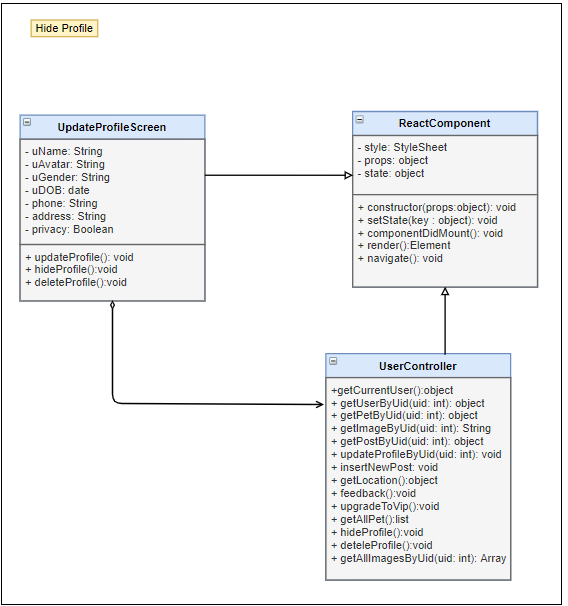 Hide Profile
UpdateProfileScreen
- uName: String
- uAvatar: String
- uGender: String
- uDOB: date
- phone: String
- address: String
- privacy: Boolean
+ updateProfile(): void
+ hideProfile():void
+ deleteProfile():void
ReactComponent
- style: StyleSheet
- props: object
- state: object
+ constructor(props:object): void
+ setState(key : object): void
+ componentDidMount(): void
+ render():Element
+ navigate(): void
UserController
+getCurrentUser():object
+ getUserByUid(uid: int): object
+ getPetByUid(uid: int): object
+ getImageByUid(uid: int): String
+ getPostByUid(uid: int): object
+ updateProfileByUid(uid: int): void
+ insertNewPost: void
+ getLocation():object
+ feedback():void
+ upgradeToVip():void
+ getAllPet():list
+ hideProfile():void
+ deteleProfile():void
+ getAllImagesByUid(uid: int): Array